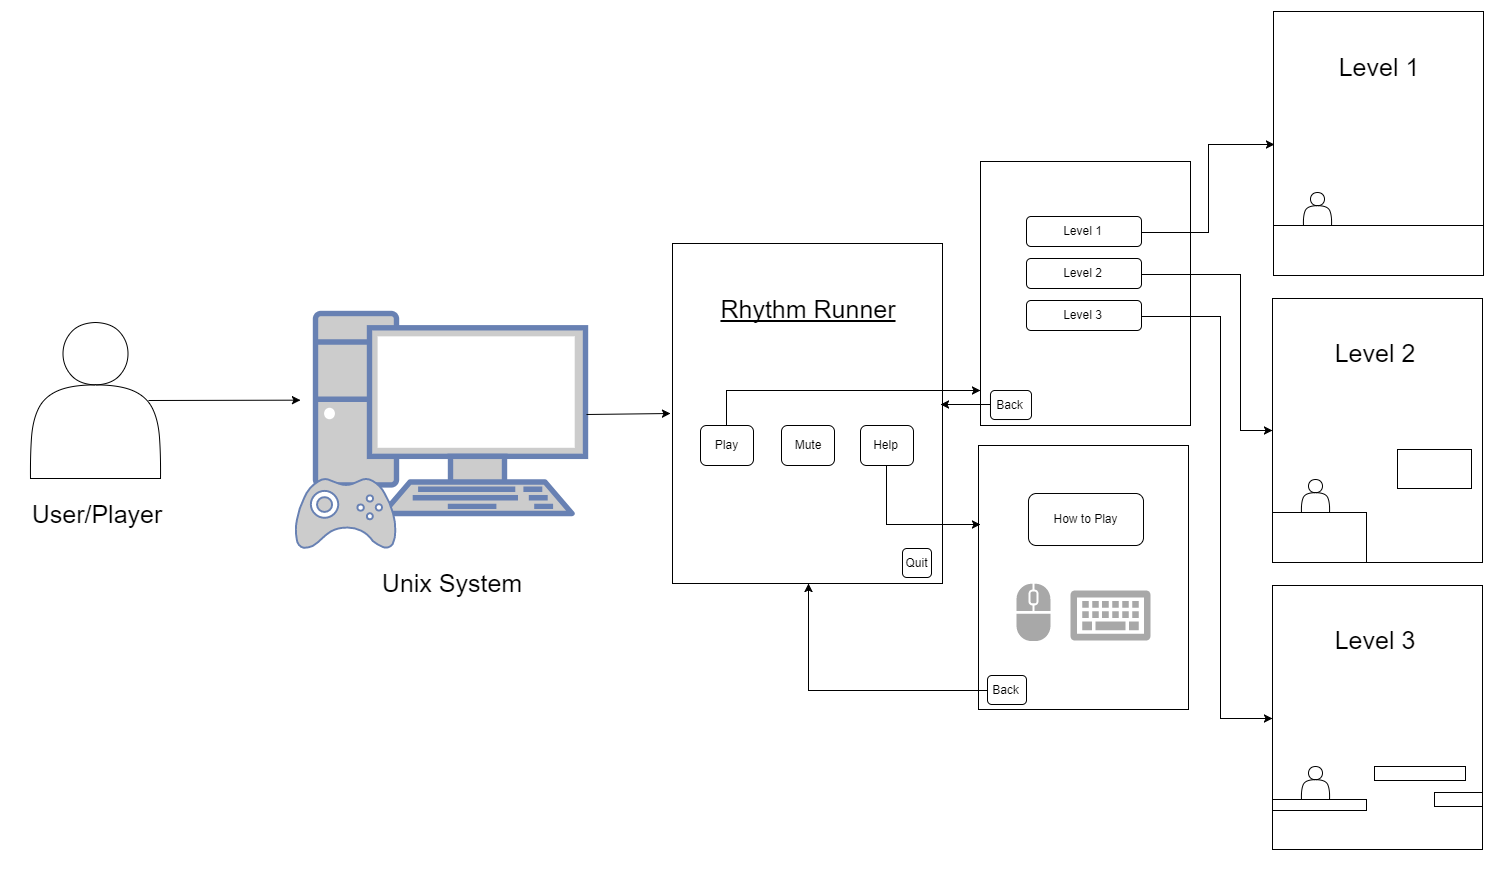 User/Player
Unix System
Rhythm Runner
Play
Mute
Help
Quit
Level 1
Level 2
Level 3
Back
How to Play
Back
Level 1
Level 2
Level 3